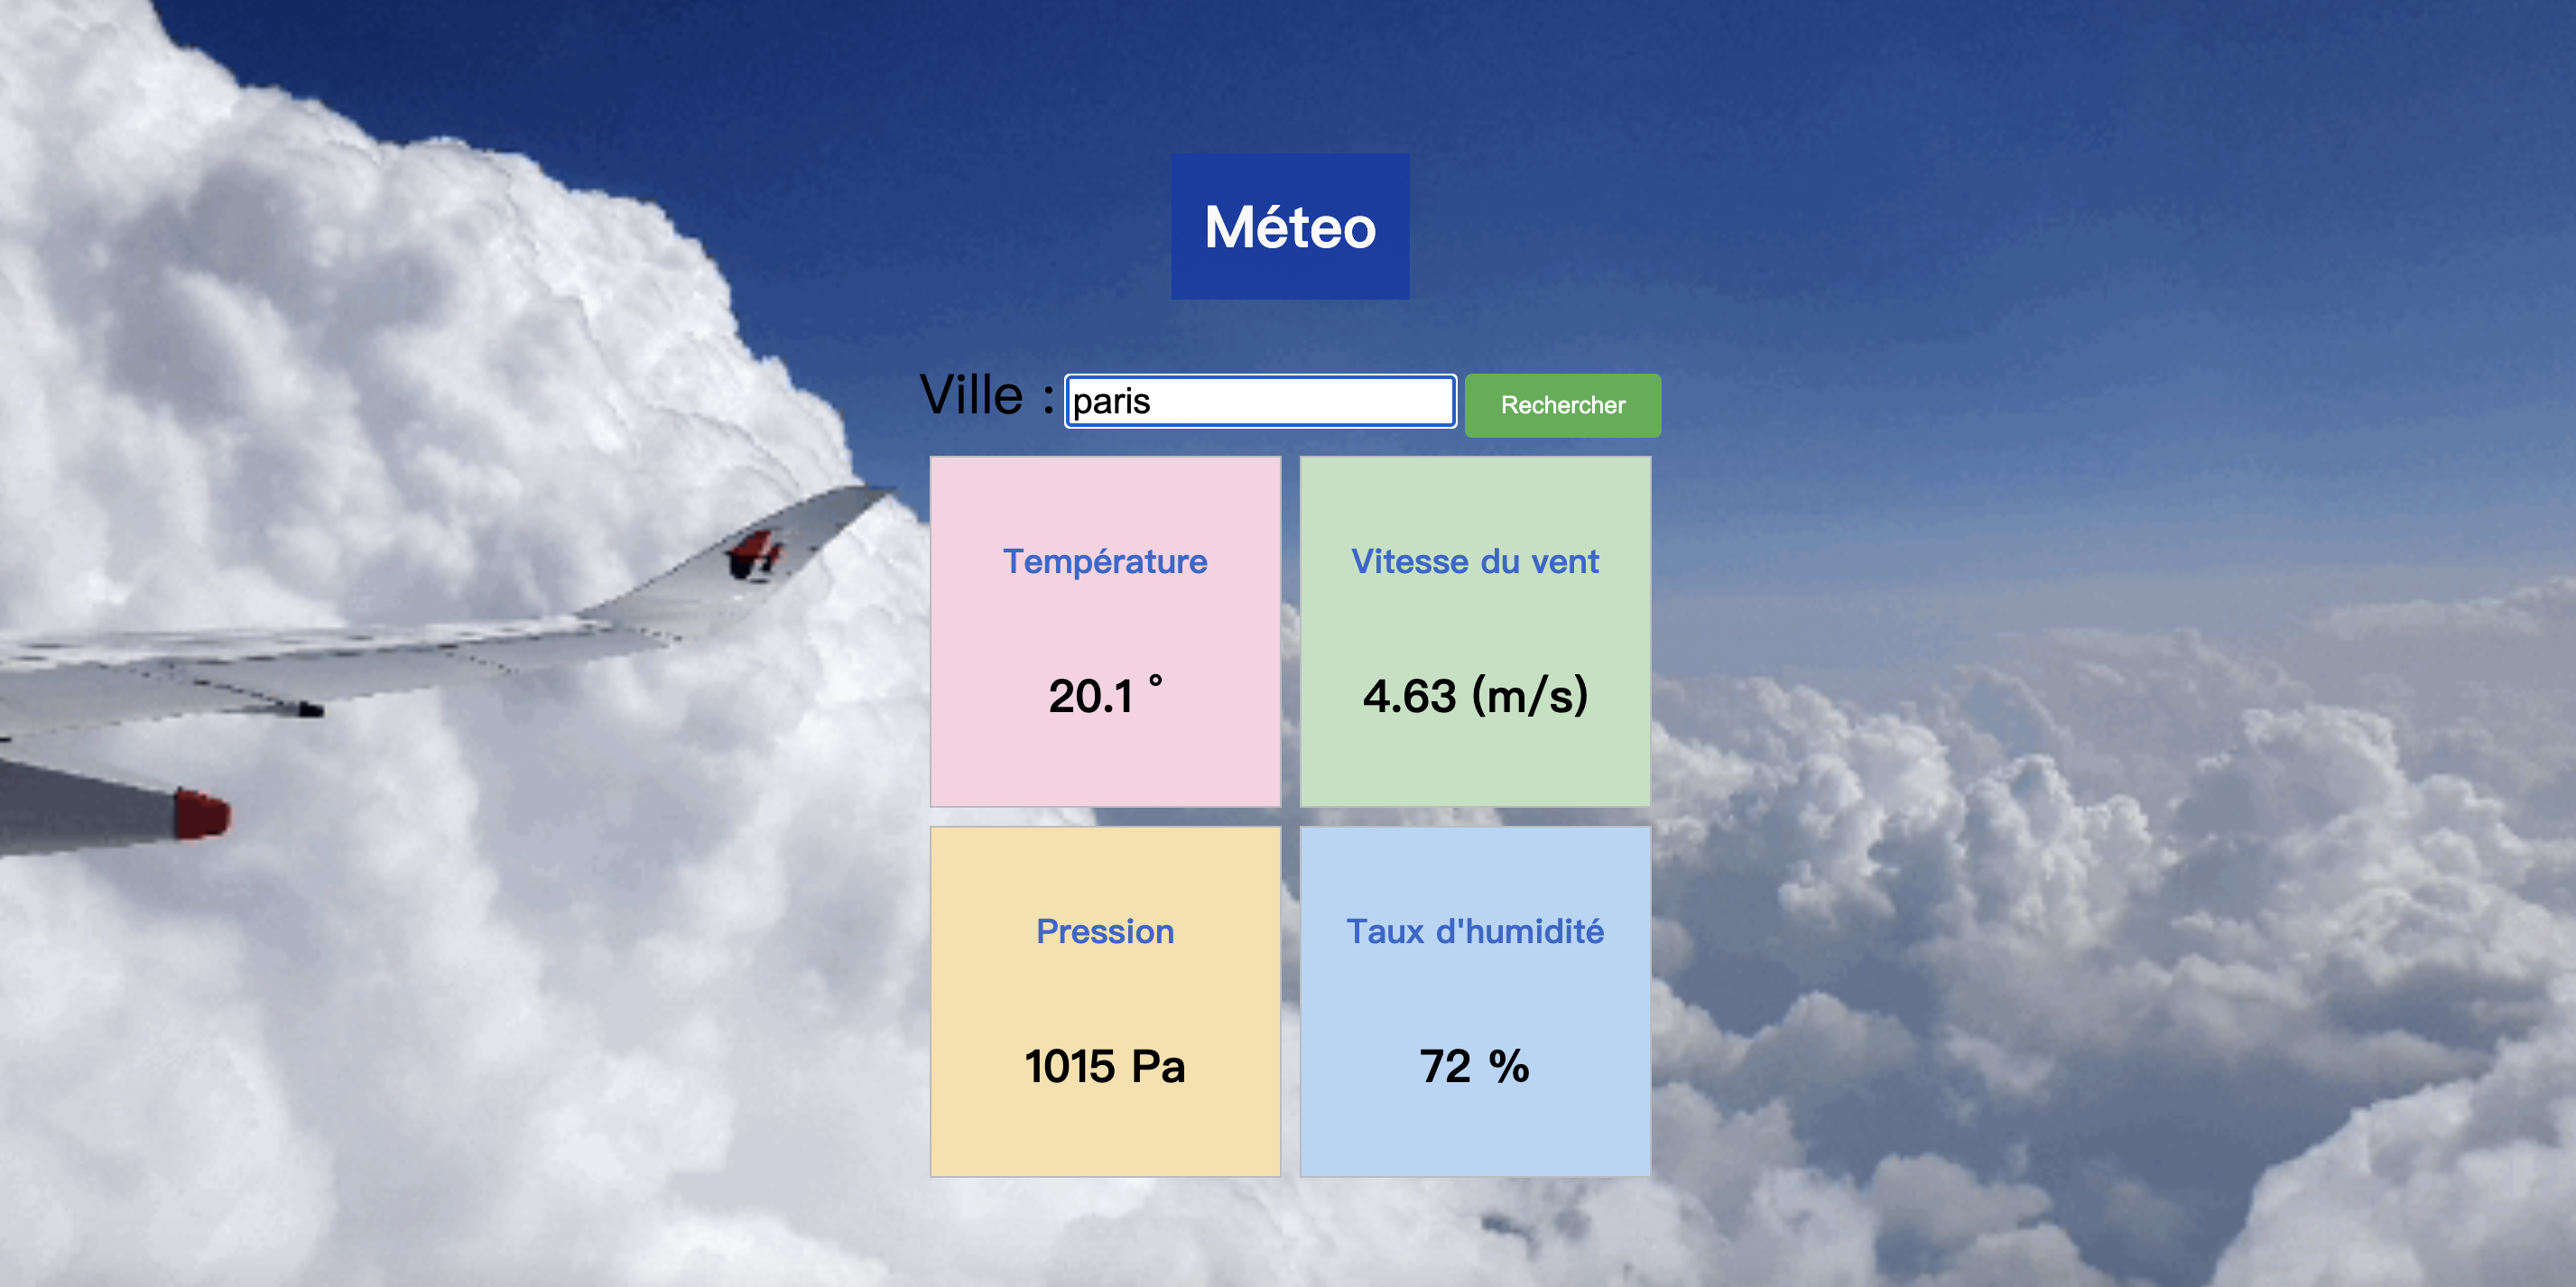 Méteo
Ville : paris Rechercher
Température
20.1 °
Vitesse du vent
4.63 (m/s)
Pression
1015 Pa
Taux d'humidité
72 %